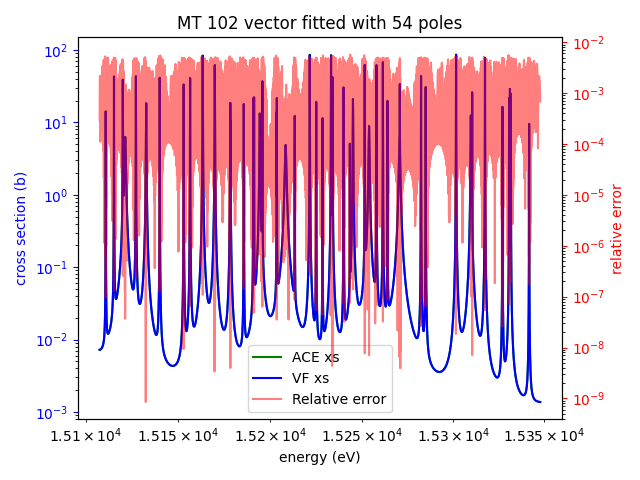 MT 102 vector fitted with 54 poles
10² 10¹ 10⁰ 10⁻¹ 10⁻² 10⁻³
cross section (b)
10⁻² 10⁻³ 10⁻⁴ 10⁻⁵ 10⁻⁶ 10⁻⁷ 10⁻⁸ 10⁻⁹
relative error
ACE xs
VF xs
Relative error
1.51 × 10⁴ 1.515 × 10⁴ 1.52 × 10⁴ 1.525 × 10⁴ 1.53 × 10⁴ 1.535 × 10⁴
energy (eV)